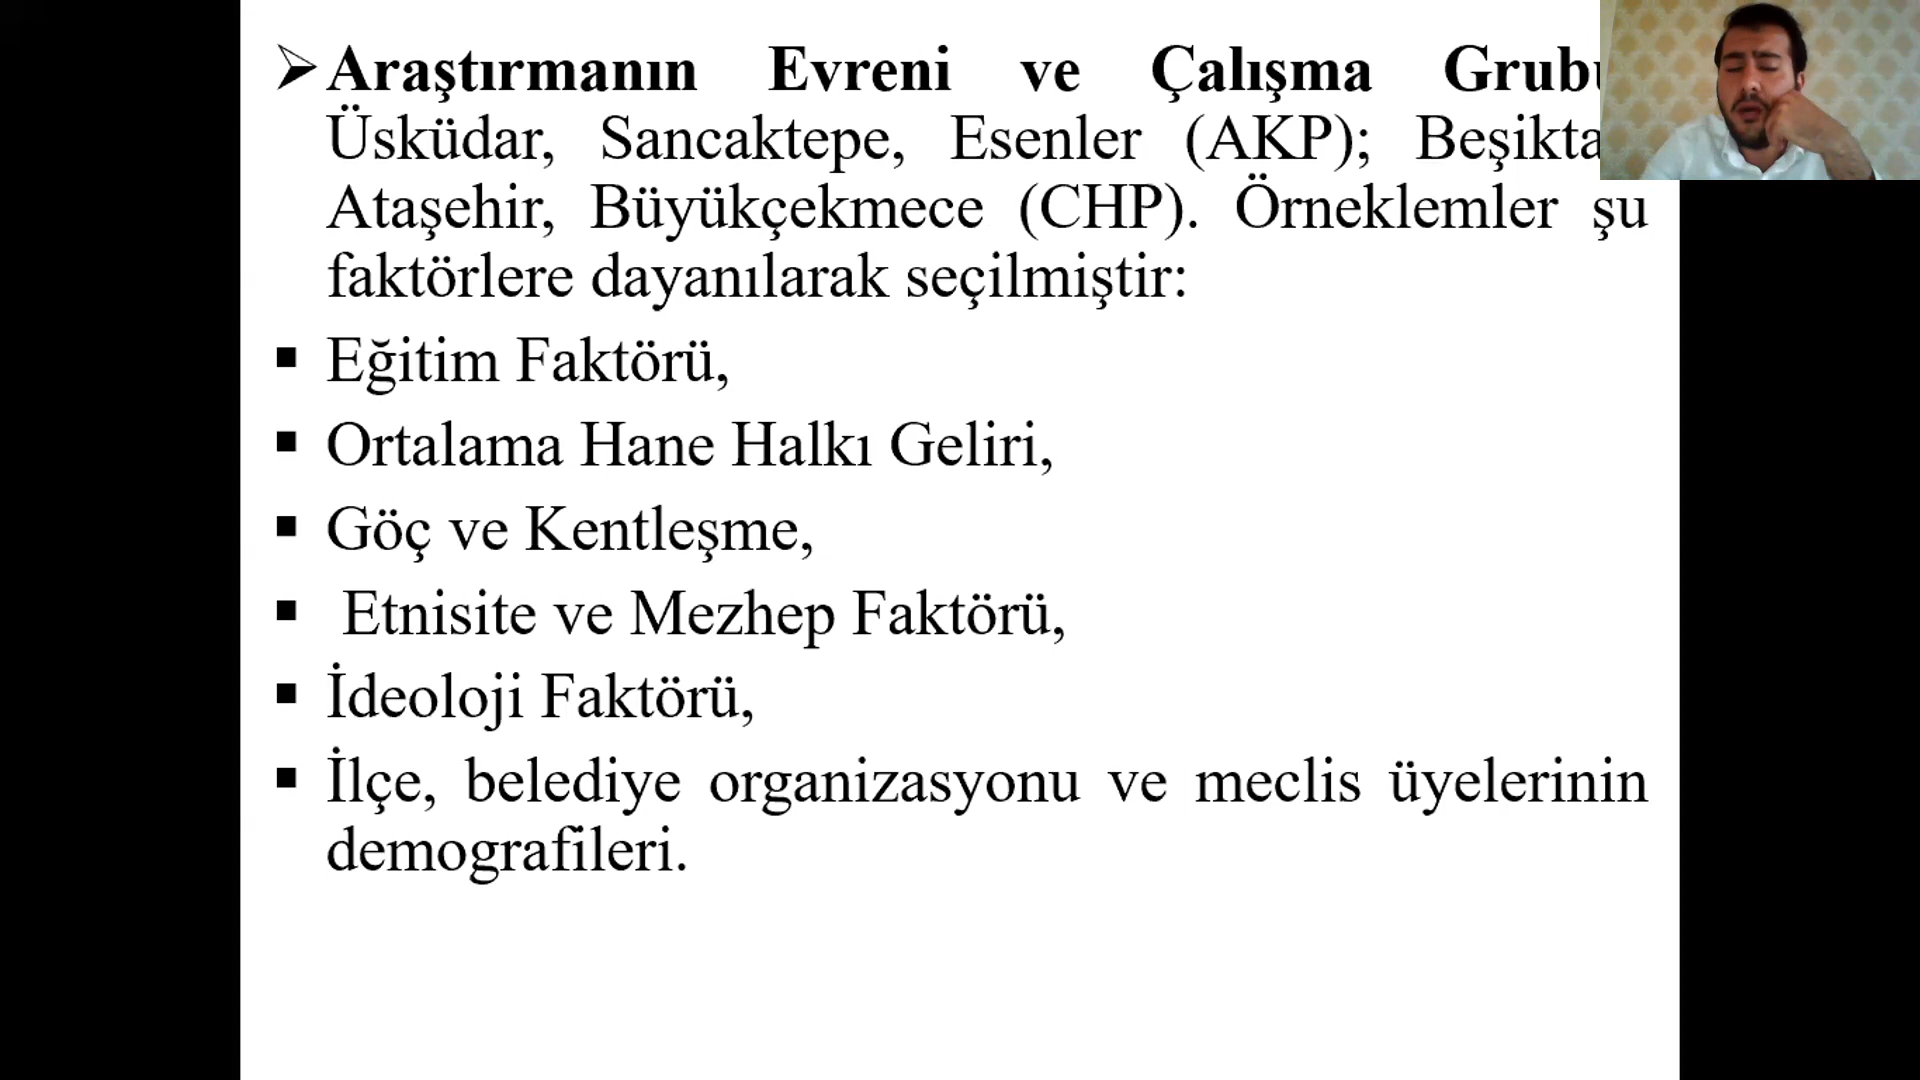 ➢ Araştırmanın Evreni ve Çalışma
Üsküdar, Sancaktepe, Esenler (AKP);
Ataşehir, Büyükçekmece (CHP). Örneklemler şu
faktörlere dayanılarak seçilmiştir:
▪ Eğitim Faktörü,
▪ Ortalama Hane Halkı Geliri,
▪ Göç ve Kentleşme,
▪ Etnisite ve Mezhep Faktörü,
▪ İdeoloji Faktörü,
▪ İlçe, belediye organizasyonu ve meclis üyelerinin
demografileri.